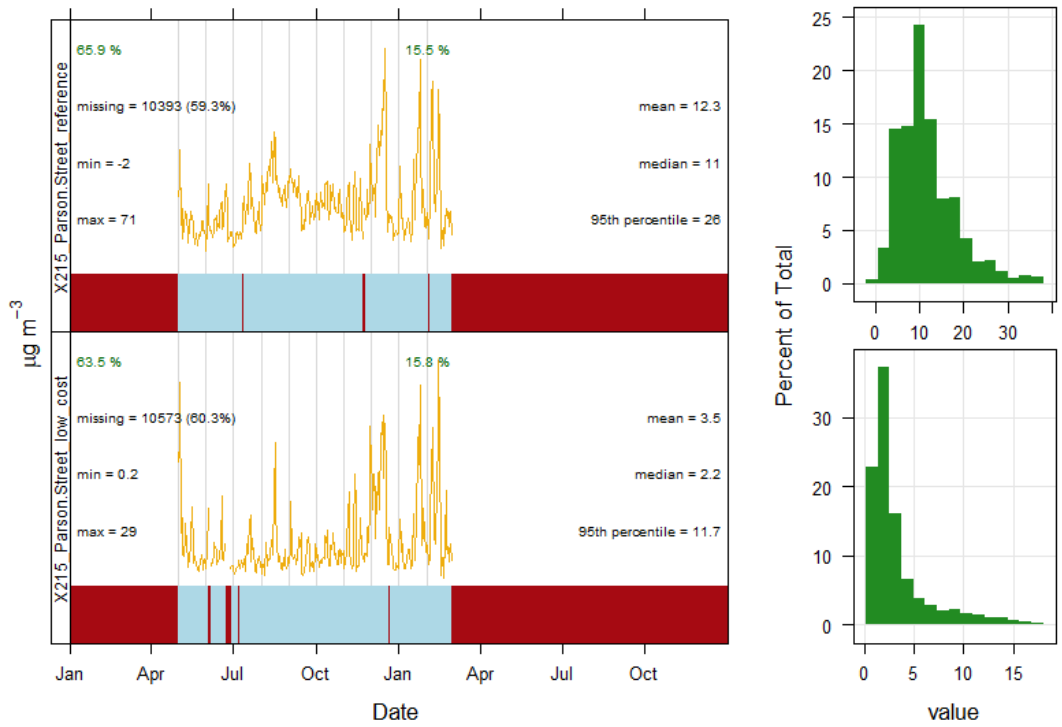 µg m⁻³
X215_Parson.Street_reference
65.9 %
15.5 %
missing = 10393 (59.3%)
mean = 12.3
min = -2
median = 11
max = 71
95th percentile = 26
X215_Parson.Street_low_cost
63.5 %
15.8 %
missing = 10573 (60.3%)
mean = 3.5
min = 0.2
median = 2.2
max = 29
95th percentile = 11.7
Jan Apr Jul Oct Jan Apr Jul Oct
Date
Percent of Total
25
20
15
10
5
0
0 10 20 30
30
20
10
0
0 5 10 15
value